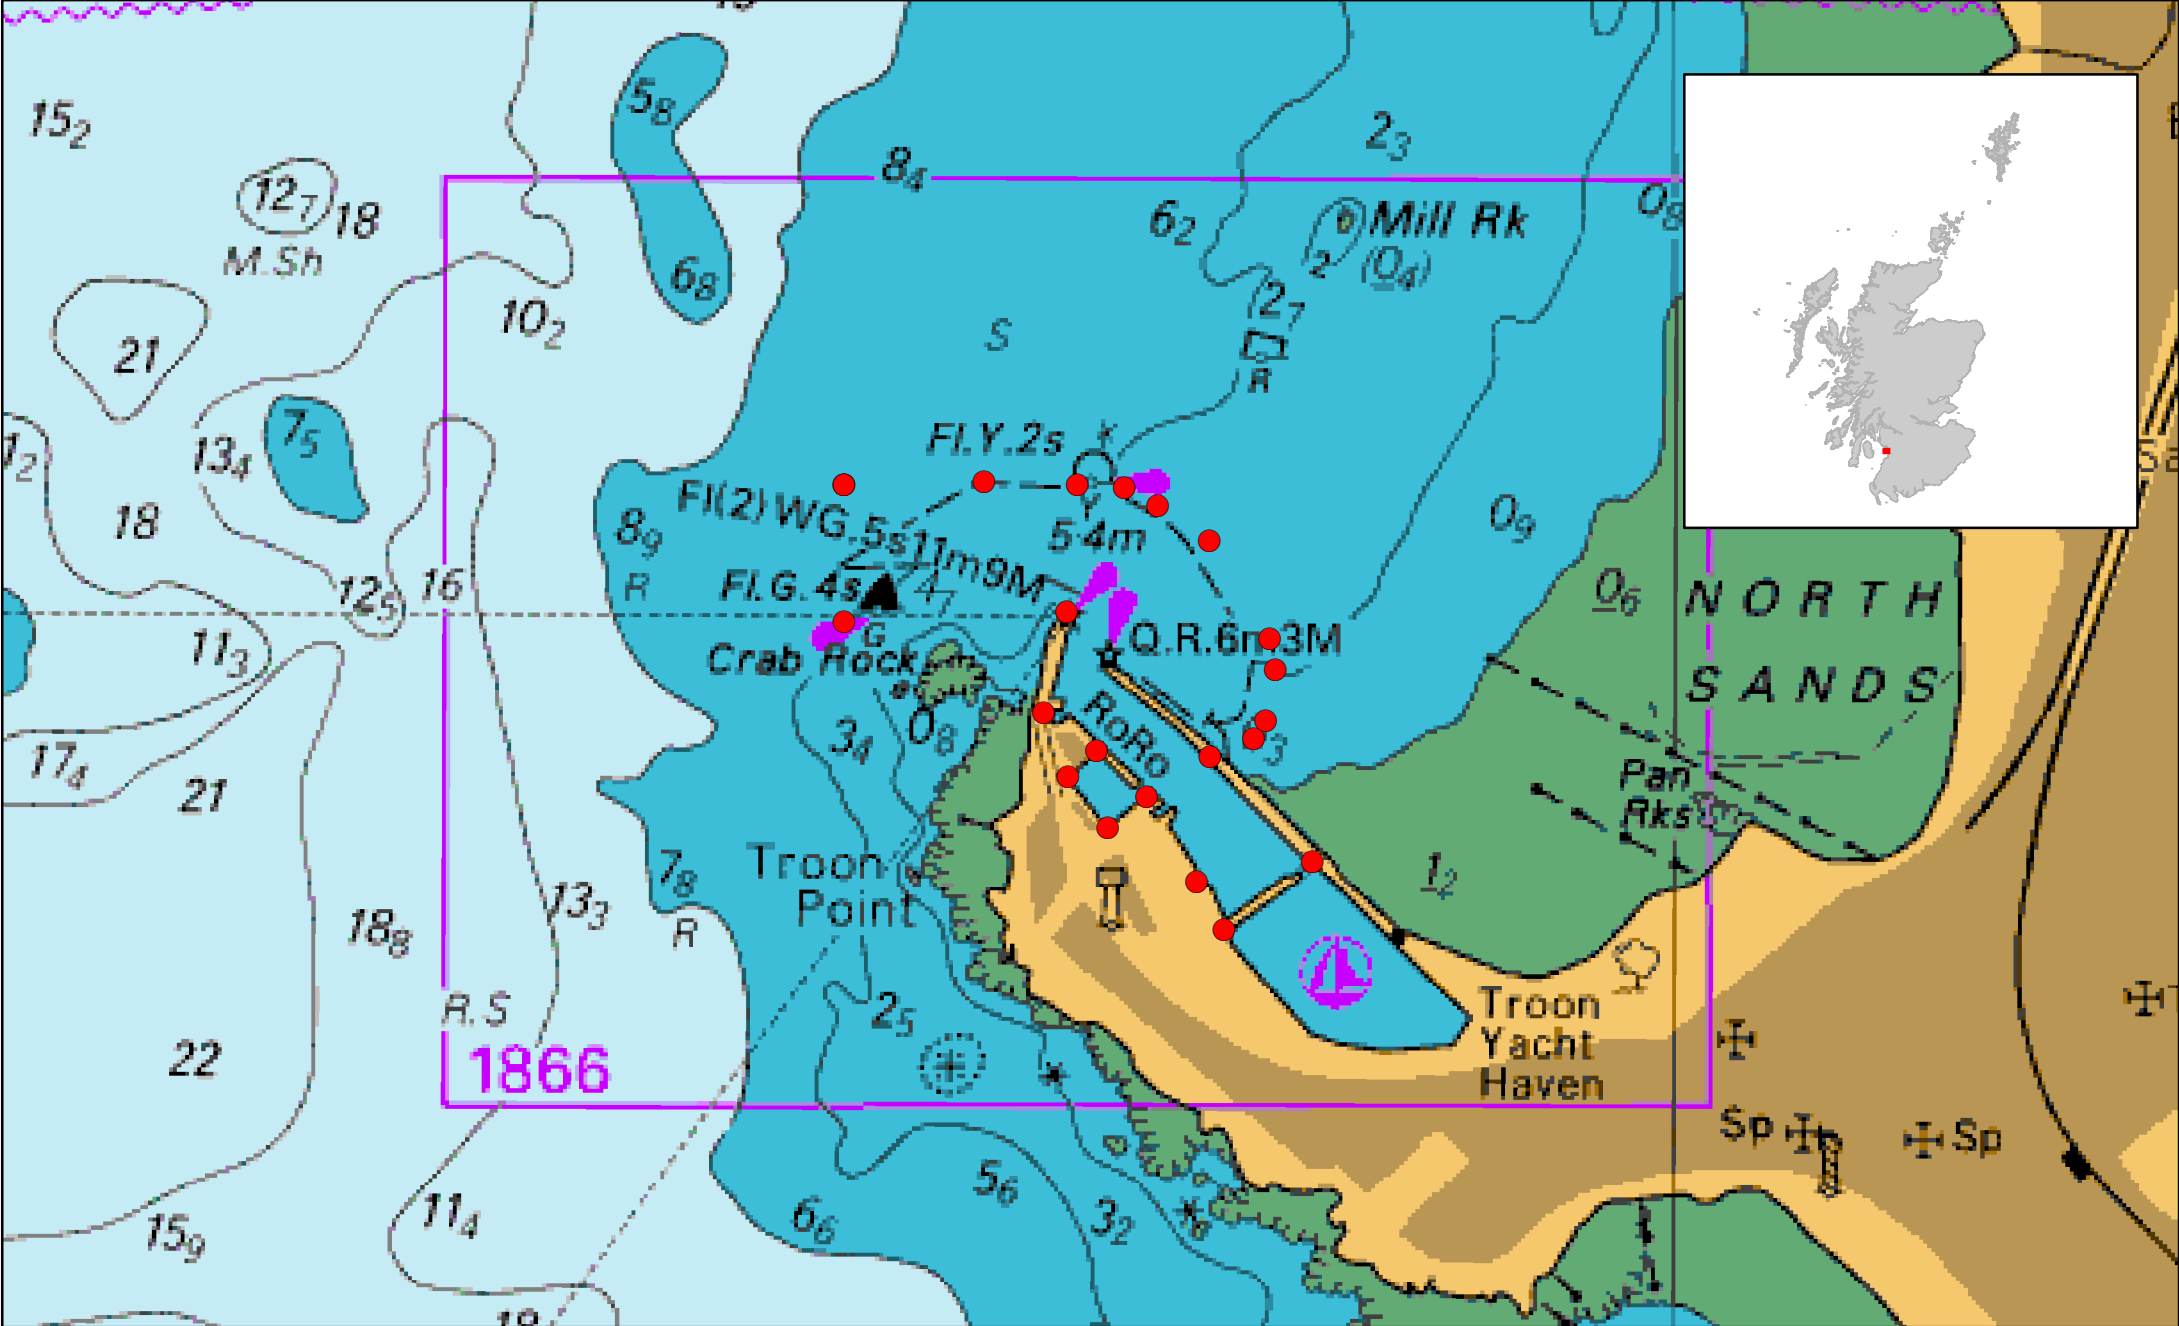 15₂
5₈
2₃
8₄
12₇
18
0₈
6₂
Mill Rk
2
(0₄)
M.Sh
6₈
10₂
2₇
S
21
R
7₅
Fl.Y.2s
13₄
Fl(2)WG.5s11m9M
18
8₉
5·4m
0₉
R
Fl.G.4s
4₇
12₅
16
0₆
NORTH
G
Q.R.6m3M
11₃
Crab Rock
SANDS
3₄
0₈
RoRo
3
17₄
21
Pan
Rks
Troon
Point
7₈
1₂
13₃
18₈
R
R.S
2₅
Troon
Yacht
Haven
22
1866
Sp
Sp
5₆
11₄
6₆
3₂
15₉